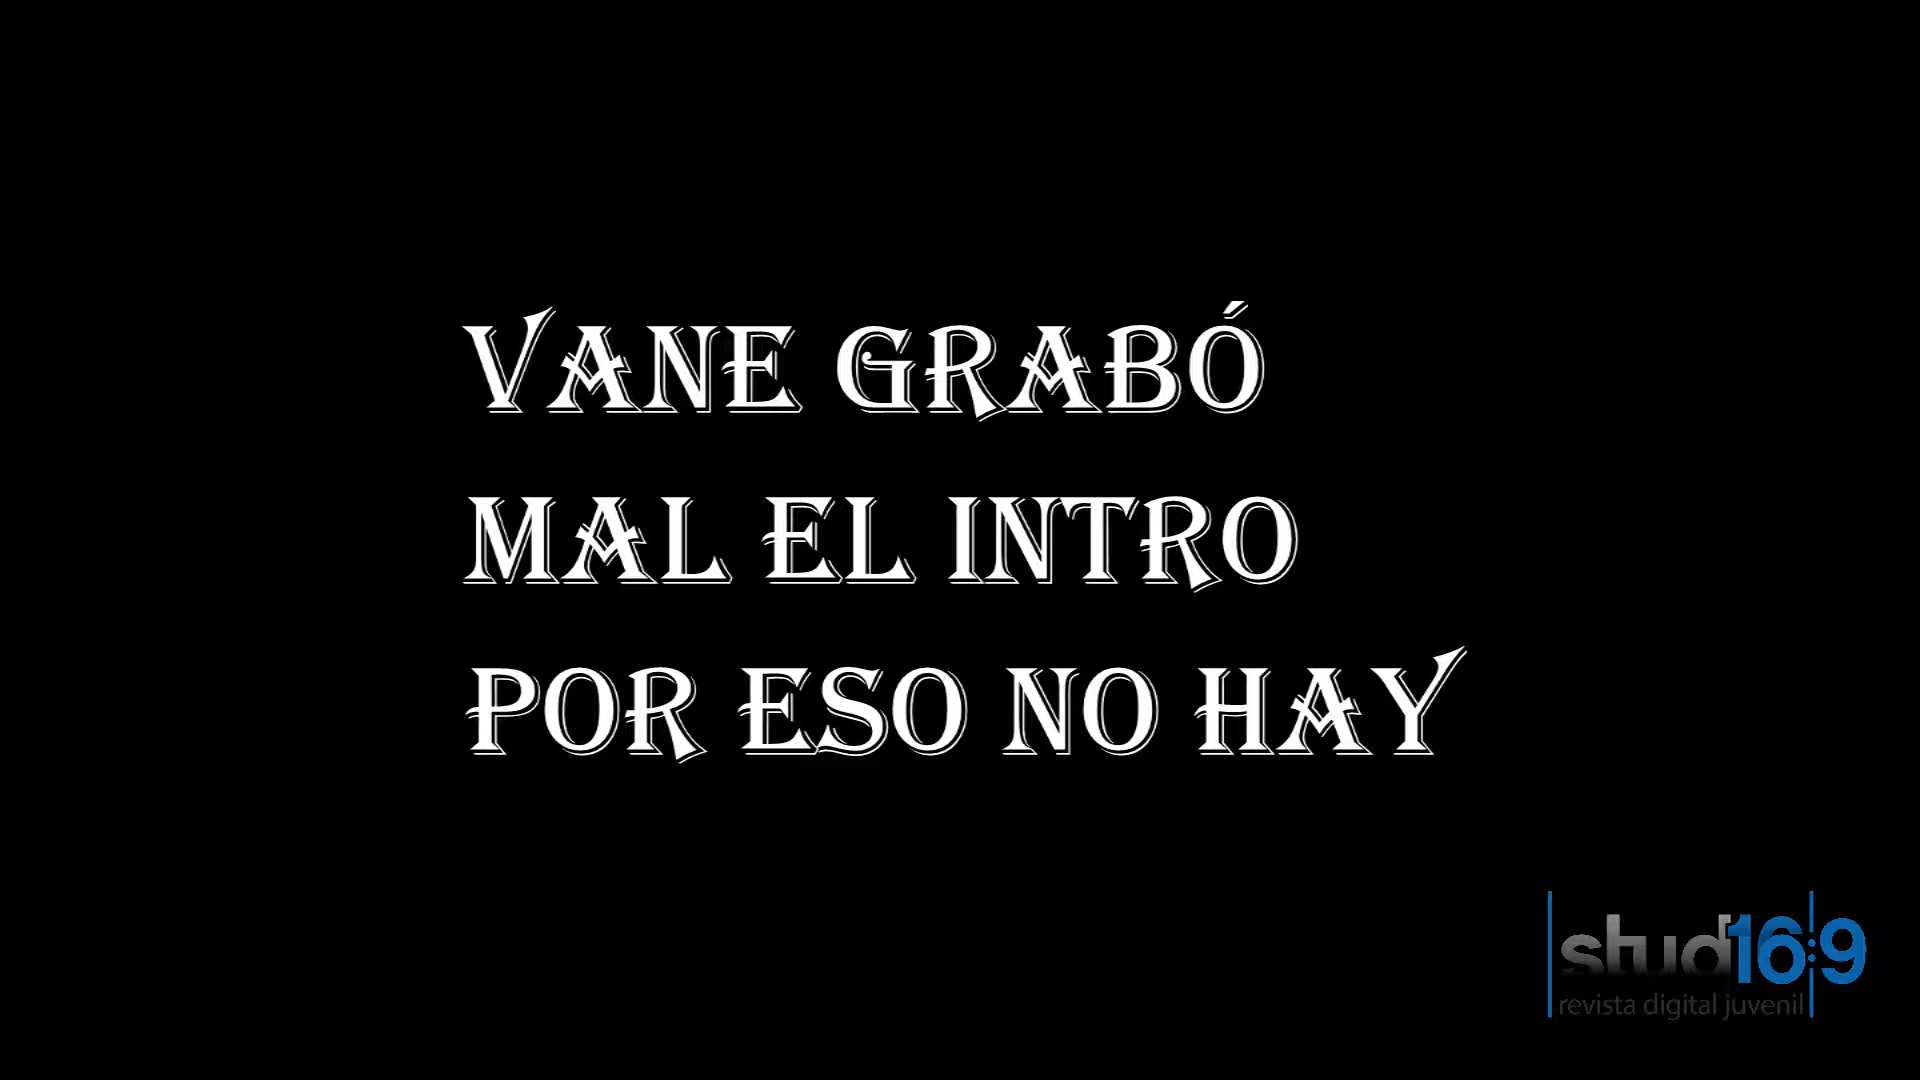 VANE GRABÓ
MAL EL INTRO
POR ESO NO HAY
stud16:9
revista digital juvenil